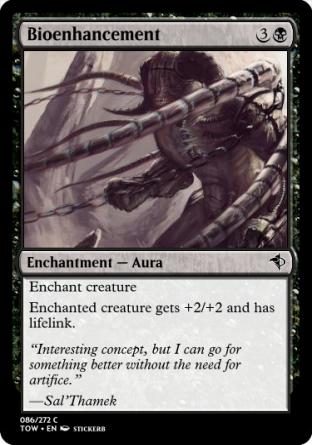 Bioenhancement 3
Enchantment — Aura
Enchant creature
Enchanted creature gets +2/+2 and has
lifelink.
“Interesting concept, but I can go for
something better without the need for
artifice.”
—Sal’Thamek
086/272 C
TOW • EN STICKERB